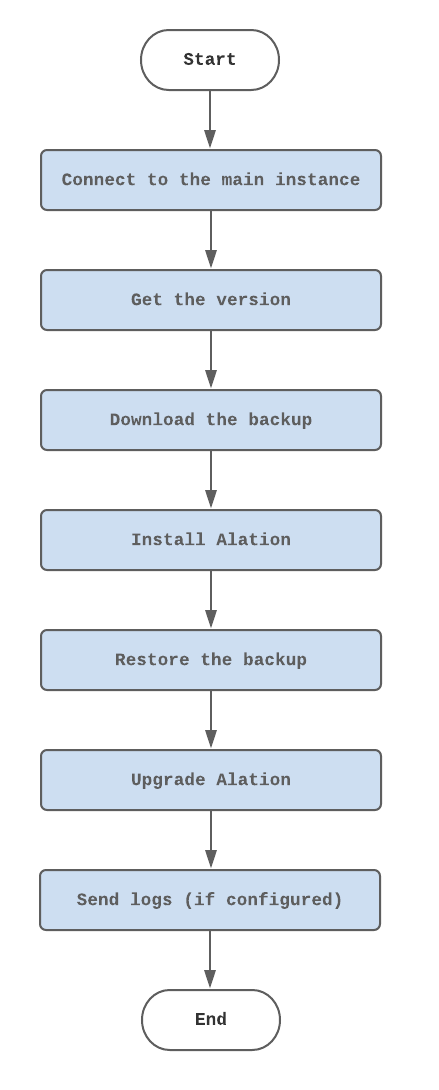 Start
Connect to the main instance
Get the version
Download the backup
Install Alation
Restore the backup
Upgrade Alation
Send logs (if configured)
End